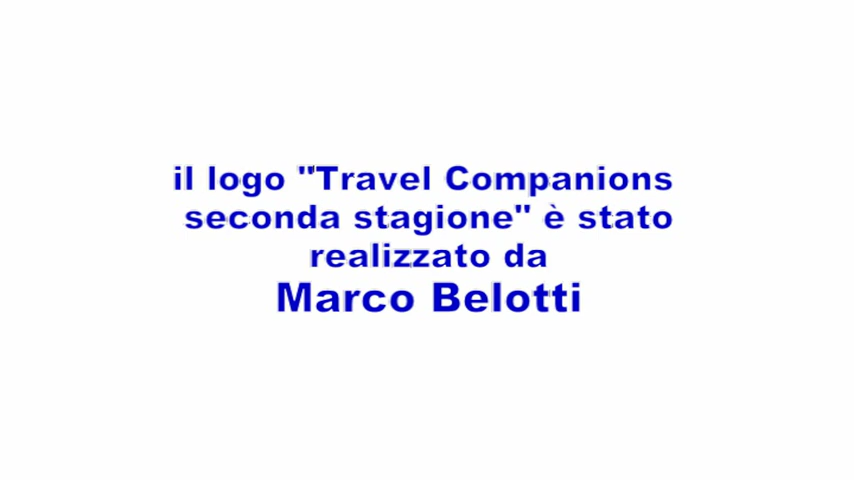 il logo "Travel Companions
seconda stagione" è stato
realizzato da
Marco Belotti